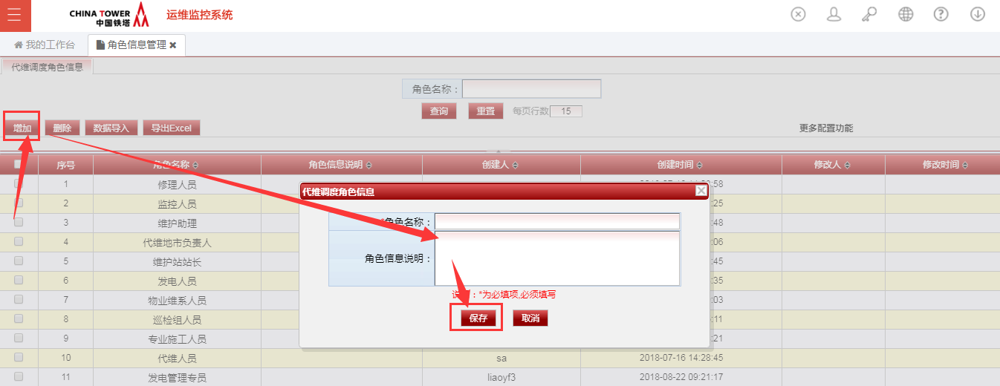 CHINA TOWER
中国铁塔
运维监控系统
我的工作台
角色信息管理
代维调度角色信息
角色名称：
查询 重置 每页行数 15
增加 删除 数据导入 导出Excel 更多配置功能
序号 角色名称 角色信息说明 创建人 创建时间 修改人 修改时间
1 修理人员 :58
2 监控人员 :25
3 维护助理 :48
4 代维地市负责人 :06
5 维护站站长 :45
6 发电人员 :35
7 物业维系人员 :03
8 巡检组人员 :11
9 专业施工人员 :21
10 代维人员 sa 2018-07-16 14:28:45
11 发电管理专员 liaoyf3 2018-08-22 09:21:17
代维调度角色信息
*角色名称：
角色信息说明：
：*为必填项,必须填写
保存 取消